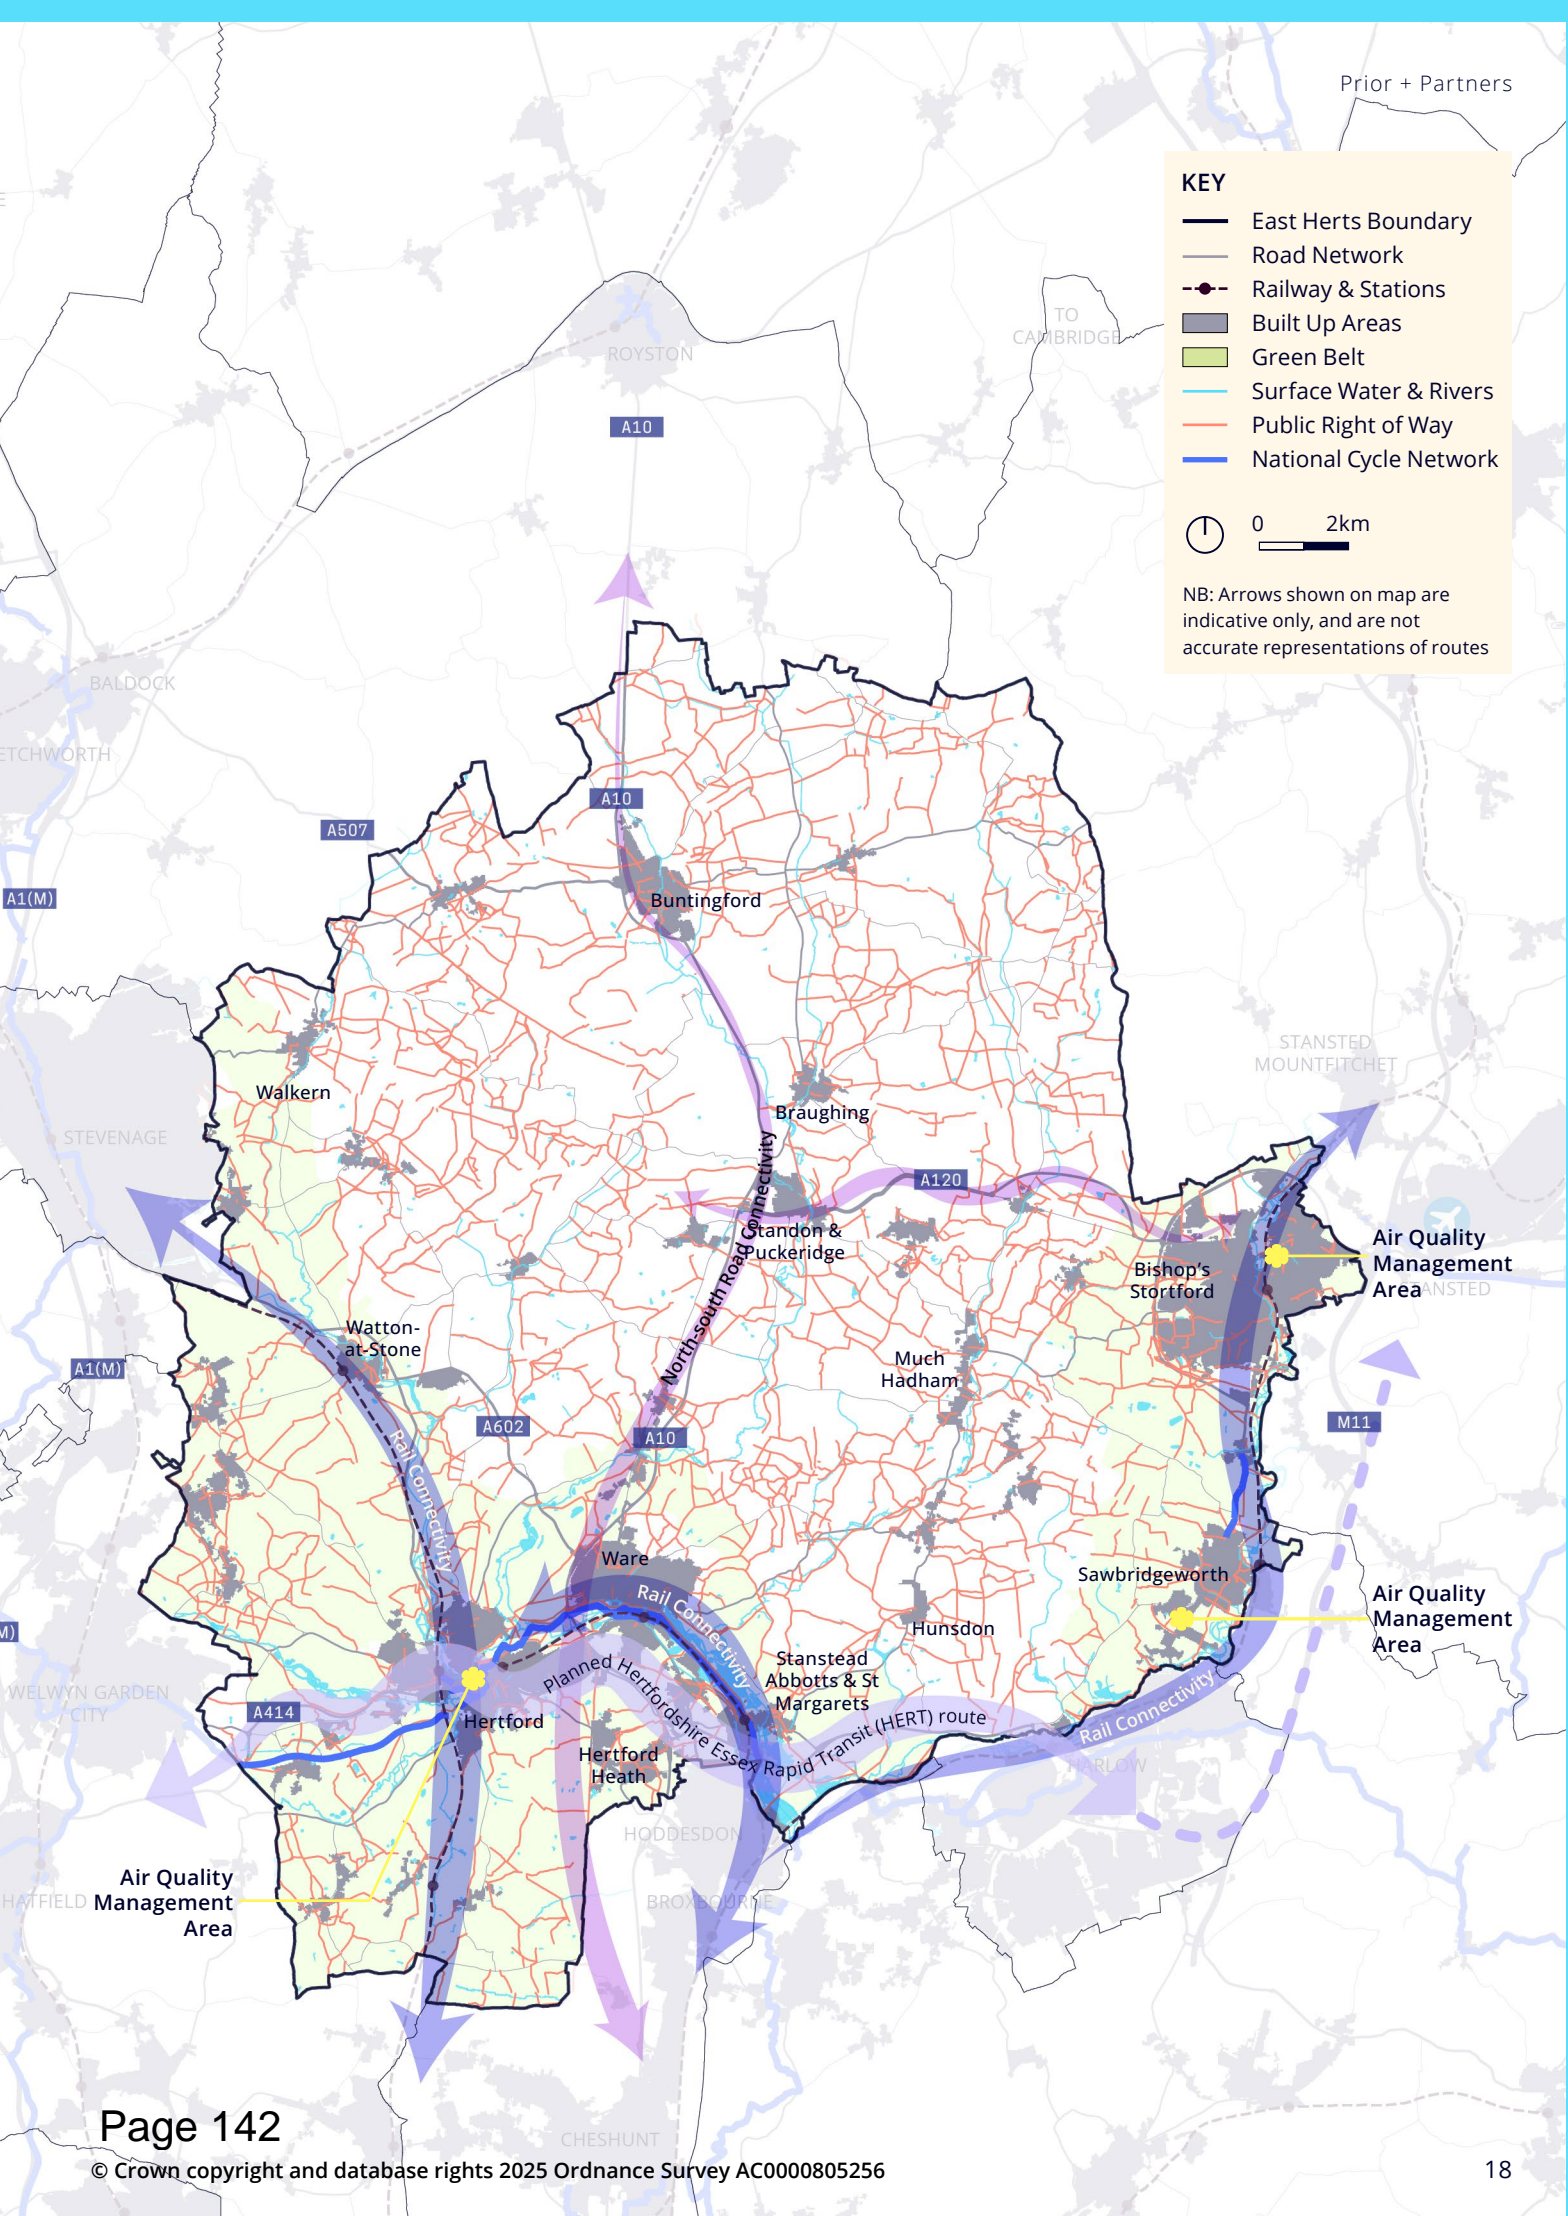 Prior + Partners
KEY
East Herts Boundary
Road Network
Railway & Stations
Built Up Areas
Green Belt
Surface Water & Rivers
Public Right of Way
National Cycle Network
0 2km
NB: Arrows shown on map are
indicative only, and are not
accurate representations of routes
TO
CAMBRIDGE
ROYSTON
A10
BALDOCK
ETCHWORTH
A10
A507
A1(M)
Buntingford
STANSTED
MOUNTFITCHET
Walkern
Braughing
STEVENAGE
North-south Road Connectivity
A120
Standon &
Puckeridge
Air Quality
Management
Area
ANSTED
Bishop's
Stortford
Watton-
at-Stone
A1(M)
Much
Hadham
A602
A10
M11
Rail Connectivity
Ware
Sawbridgeworth
Rail Connectivity
Air Quality
Management
Area
Hunsdon
M)
Stanstead
Abbotts & St
Margarets
Planned Hertfordshire Essex Rapid Transit (HERT) route
WELWYN GARDEN
CITY
A414
Hertford
Rail Connectivity
Hertford
Heath
HARLOW
HODDESDON
Air Quality
Management
Area
HATFIELD
BROXBOURNE
CHESHUNT
Page 142
© Crown copyright and database rights 2025 Ordnance Survey AC0000805256
18